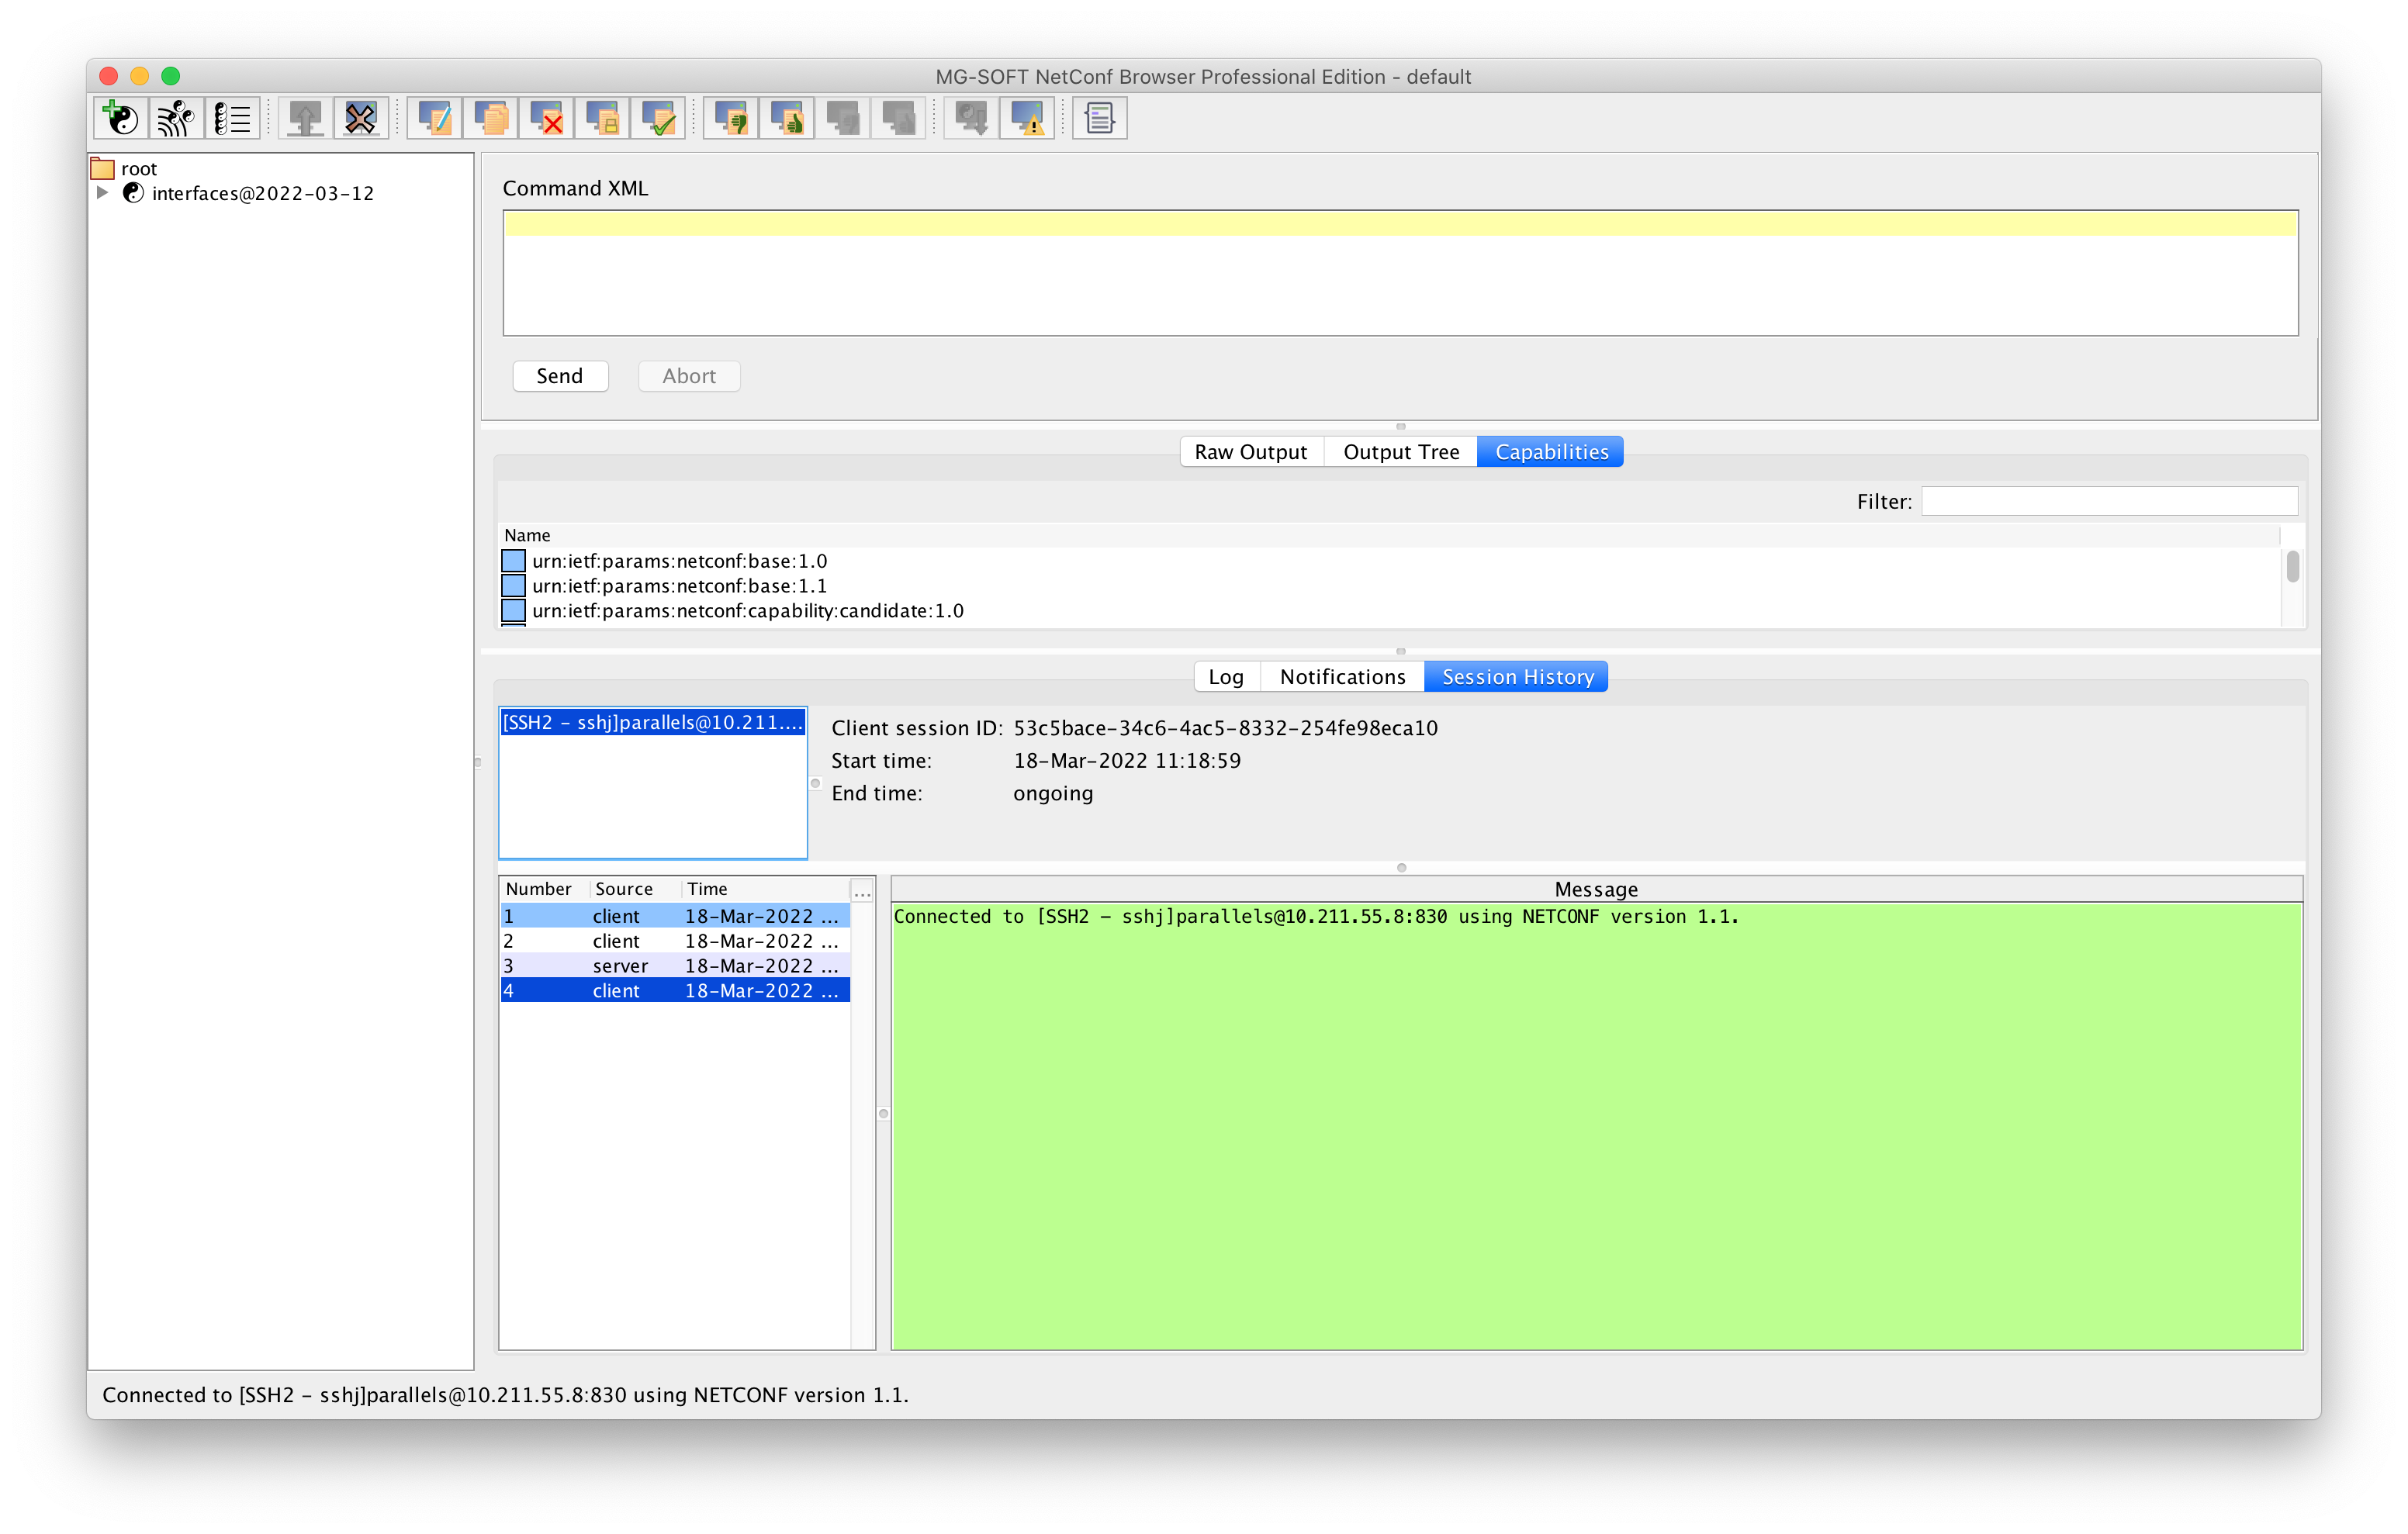 MG-SOFT NetConf Browser Professional Edition - default
root
interfaces@2022-03-12
Command XML
Send Abort
Raw Output Output Tree Capabilities
Filter:
Name
urn:ietf:params:netconf:base:1.0
urn:ietf:params:netconf:base:1.1
urn:ietf:params:netconf:capability:candidate:1.0
Log Notifications Session History
[SSH2 - sshj]parallels@10.211....
Client session ID: 53c5bace-34c6-4ac5-8332-254fe98eca10
Start time: 18-Mar-2022 11:18:59
End time: ongoing
Number Source Time ...
1 client 18-Mar-2022 ...
2 client 18-Mar-2022 ...
3 server 18-Mar-2022 ...
4 client 18-Mar-2022 ...
Message
Connected to [SSH2 - sshj]parallels@10.211.55.8:830 using NETCONF version 1.1.
Connected to [SSH2 - sshj]parallels@10.211.55.8:830 using NETCONF version 1.1.